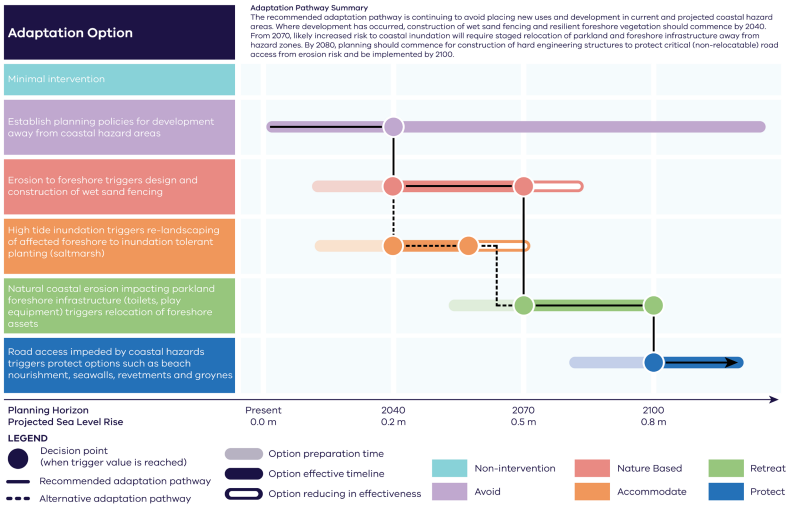 Adaptation Pathway Summary
The recommended adaptation pathway is continuing to avoid placing new uses and development in current and projected coastal hazard
areas. Where development has occurred, construction of wet sand fencing and resilient foreshore vegetation should commence by 2040.
From 2070, likely increased risk to coastal inundation will require staged relocation of parkland and foreshore infrastructure away from
hazard zones. By 2080, planning should commence for construction of hard engineering structures to protect critical (non-relocatable) road
access from erosion risk and be implemented by 2100.
Adaptation Option
Minimal intervention
Establish planning policies for development
away from coastal hazard areas
Erosion to foreshore triggers design and
construction of wet sand fencing
High tide inundation triggers re-landscaping
of affected foreshore to inundation tolerant
planting (saltmarsh)
Natural coastal erosion impacting parkland
foreshore infrastructure (toilets, play
equipment) triggers relocation of foreshore
assets
Road access impeded by coastal hazards
triggers protect options such as beach
nourishment, seawalls, revetments and groynes
Planning Horizon Present 2040 2070 2100
Projected Sea Level Rise 0.0 m 0.2 m 0.5 m 0.8 m
LEGEND
Decision point
(when trigger value is reached)
Recommended adaptation pathway
Alternative adaptation pathway
Option preparation time
Option effective timeline
Option reducing in effectiveness
Non-intervention Nature Based Retreat
Avoid Accommodate Protect